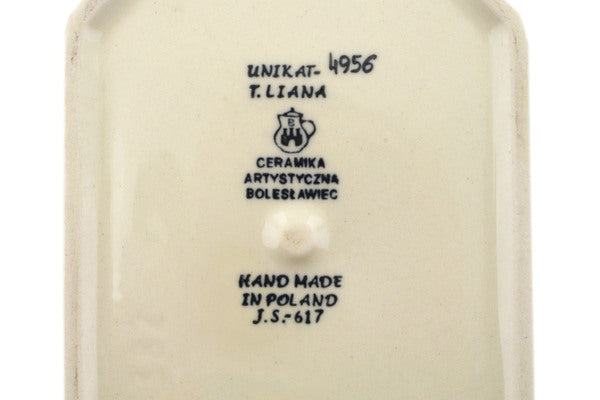 UNIKAT- 4956
T. LIANA
B
CERAMIKA
ARTYSTYCZNA
BOLESŁAWIEC
HAND MADE
IN POLAND
J.S.-617